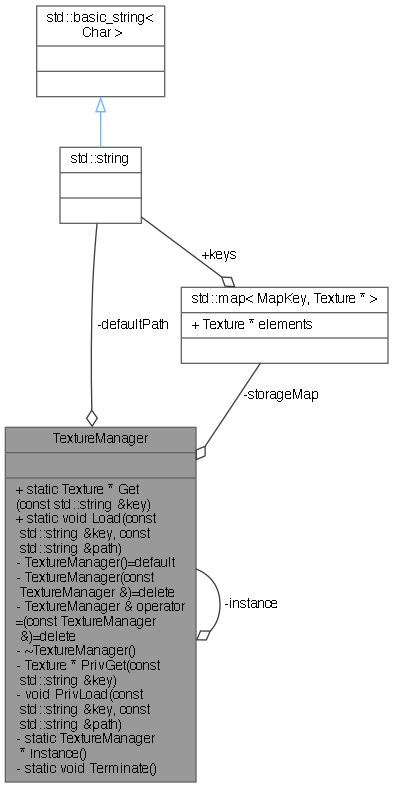 std::basic_string<
Char >
std::string
+keys
std::map< MapKey, Texture * >
+ Texture * elements
-defaultPath
-storageMap
TextureManager
+ static Texture * Get
(const std::string &key)
+ static void Load(const
std::string &key, const
std::string &path)
- TextureManager()=default
- TextureManager(const
TextureManager &)=delete
- TextureManager & operator
=(const TextureManager
&)=delete
- ~TextureManager()
- Texture * PrivGet(const
std::string &key)
- void PrivLoad(const
std::string &key, const
std::string &path)
- static TextureManager
* Instance()
- static void Terminate()
-instance